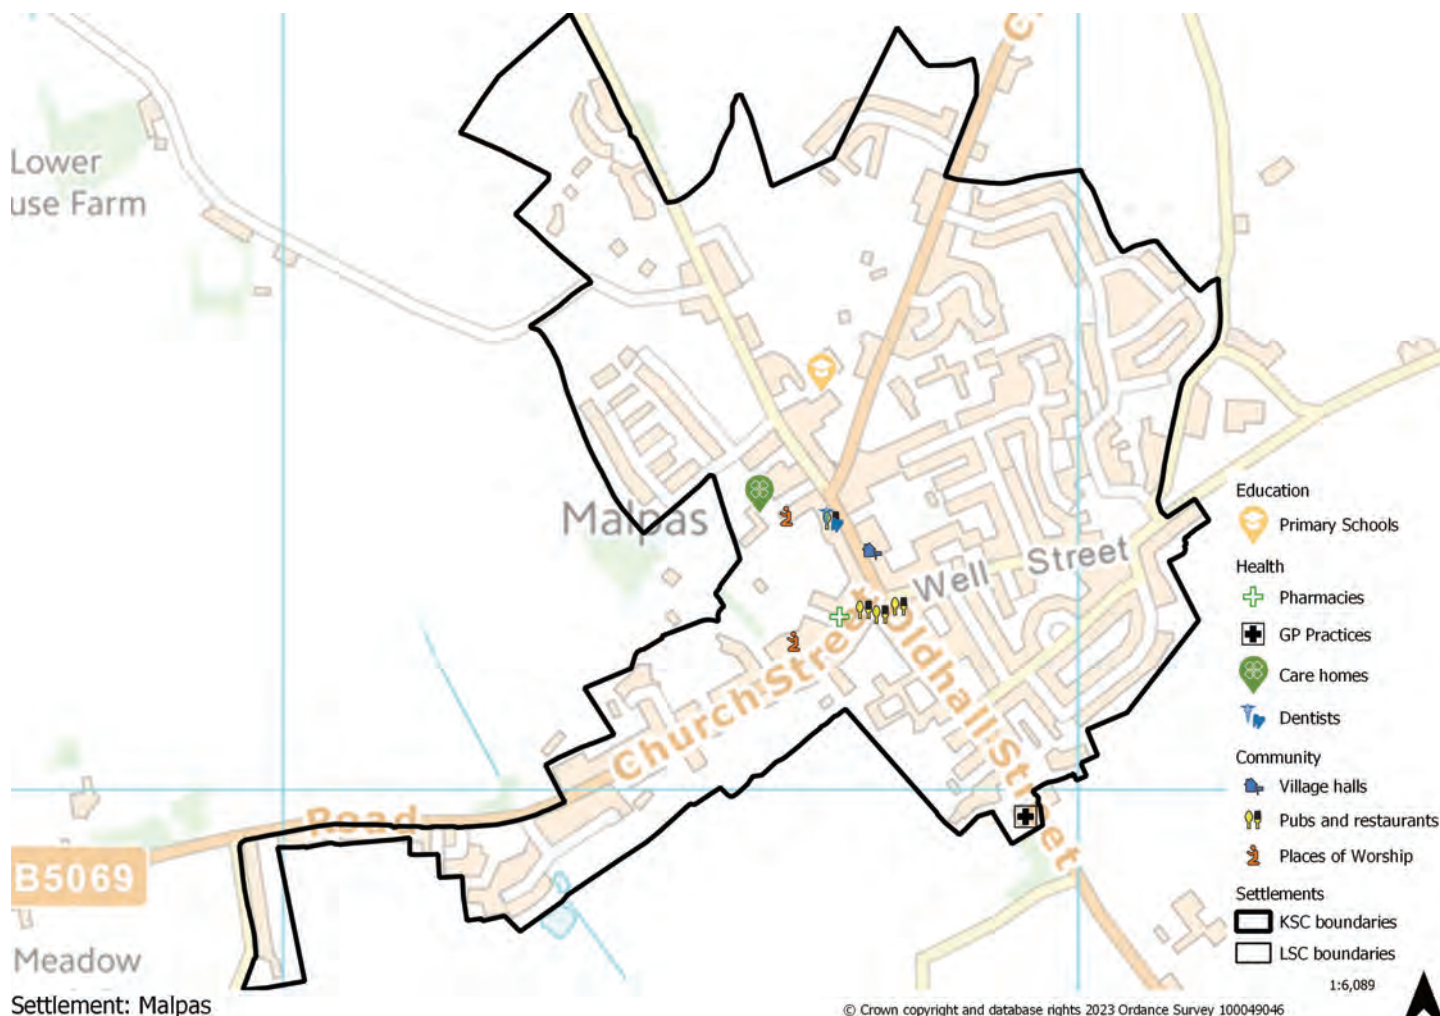 Lower
use Farm
Malpas
Well Street
Church Street
Oldhall Street
Road
B5069
Meadow
Education
Primary Schools
Health
Pharmacies
GP Practices
Care homes
Dentists
Community
Village halls
Pubs and restaurants
Places of Worship
Settlements
KSC boundaries
LSC boundaries
1:6,089
Settlement: Malpas
© Crown copyright and database rights 2023 Ordance Survey 100049046